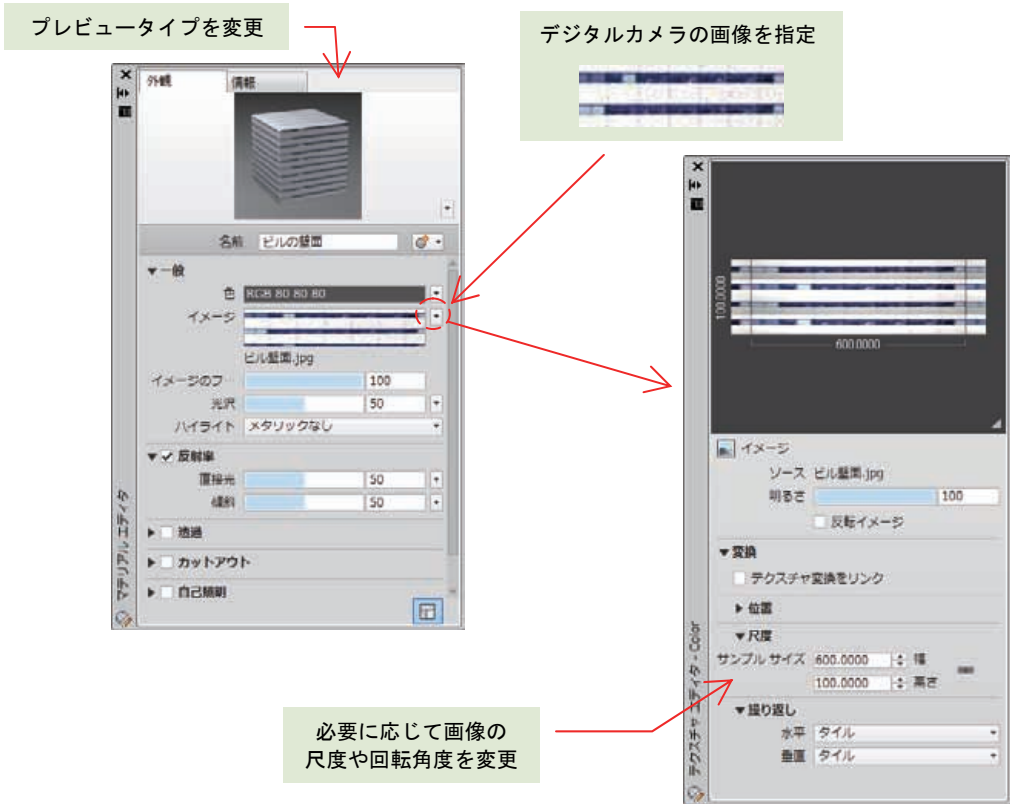 プレビュータイプを変更
デジタルカメラの画像を指定
外観
情報
名前 ビルの壁面
▼一般
色 RGB 80 80 80
イメージ
ビル壁面.jpg
イメージのフ…
100
光沢 50
ハイライト メタリックなし
▼ 反射率
直接光 50
傾斜 50
▶ 透過
▶ カットアウト
▶ 自己照明
マテリアル エディタ
100.0000
600.0000
イメージ
ソース ビル壁面.jpg
明るさ 100
反転イメージ
▼変換
テクスチャ変換をリンク
▶ 位置
▼尺度
サンプル サイズ 600.0000 幅
100.0000 高さ
▼繰り返し
水平 タイル
垂直 タイル
テクスチャ エディタ - Color
必要に応じて画像の
尺度や回転角度を変更